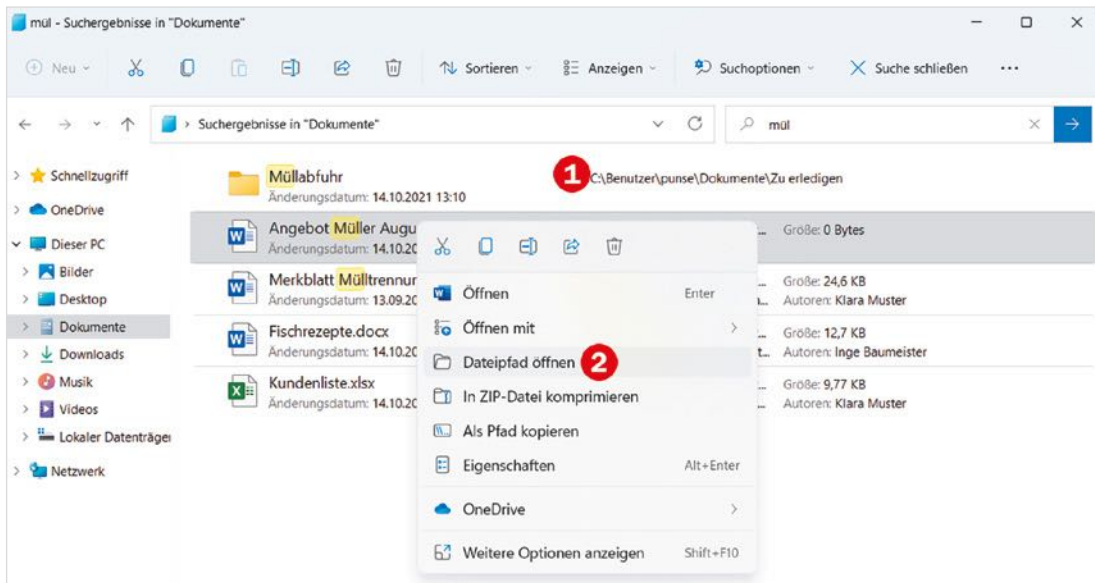 mül - Suchergebnisse in "Dokumente"
Neu
Sortieren
Anzeigen
Suchoptionen
Suche schließen
Suchergebnisse in "Dokumente"
mül
Schnellzugriff
OneDrive
Dieser PC
Bilder
Desktop
Dokumente
Downloads
Musik
Videos
Lokaler Datenträger
Netzwerk
Müllabfuhr
Änderungsdatum: 14.10.2021 13:10
1
C:\Benutzer\punse\Dokumente\Zu erledigen
Angebot Müller Augu
Änderungsdatum: 14.10.20
... Größe: 0 Bytes
Merkblatt Mülltrennur
Änderungsdatum: 13.09.20
... Größe: 24,6 KB
Autoren: Klara Muster
Fischrezepte.docx
Änderungsdatum: 14.10.20
... Größe: 12,7 KB
t... Autoren: Inge Baumeister
Kundenliste.xlsx
Änderungsdatum: 14.10.20
... Größe: 9,77 KB
... Autoren: Klara Muster
Öffnen Enter
Öffnen mit
Dateipfad öffnen 2
In ZIP-Datei komprimieren
Als Pfad kopieren
Eigenschaften Alt+Enter
OneDrive
Weitere Optionen anzeigen Shift+F10